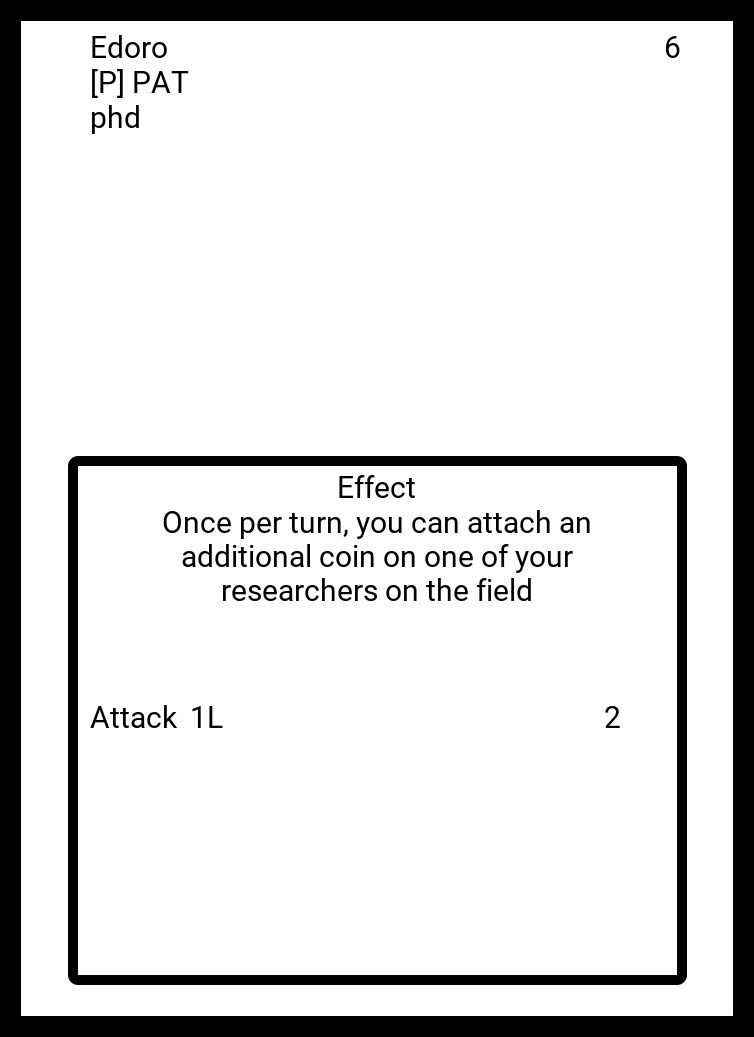 Edoro 6
[P] PAT
phd
Effect
Once per turn, you can attach an
additional coin on one of your
researchers on the field
Attack 1L 2